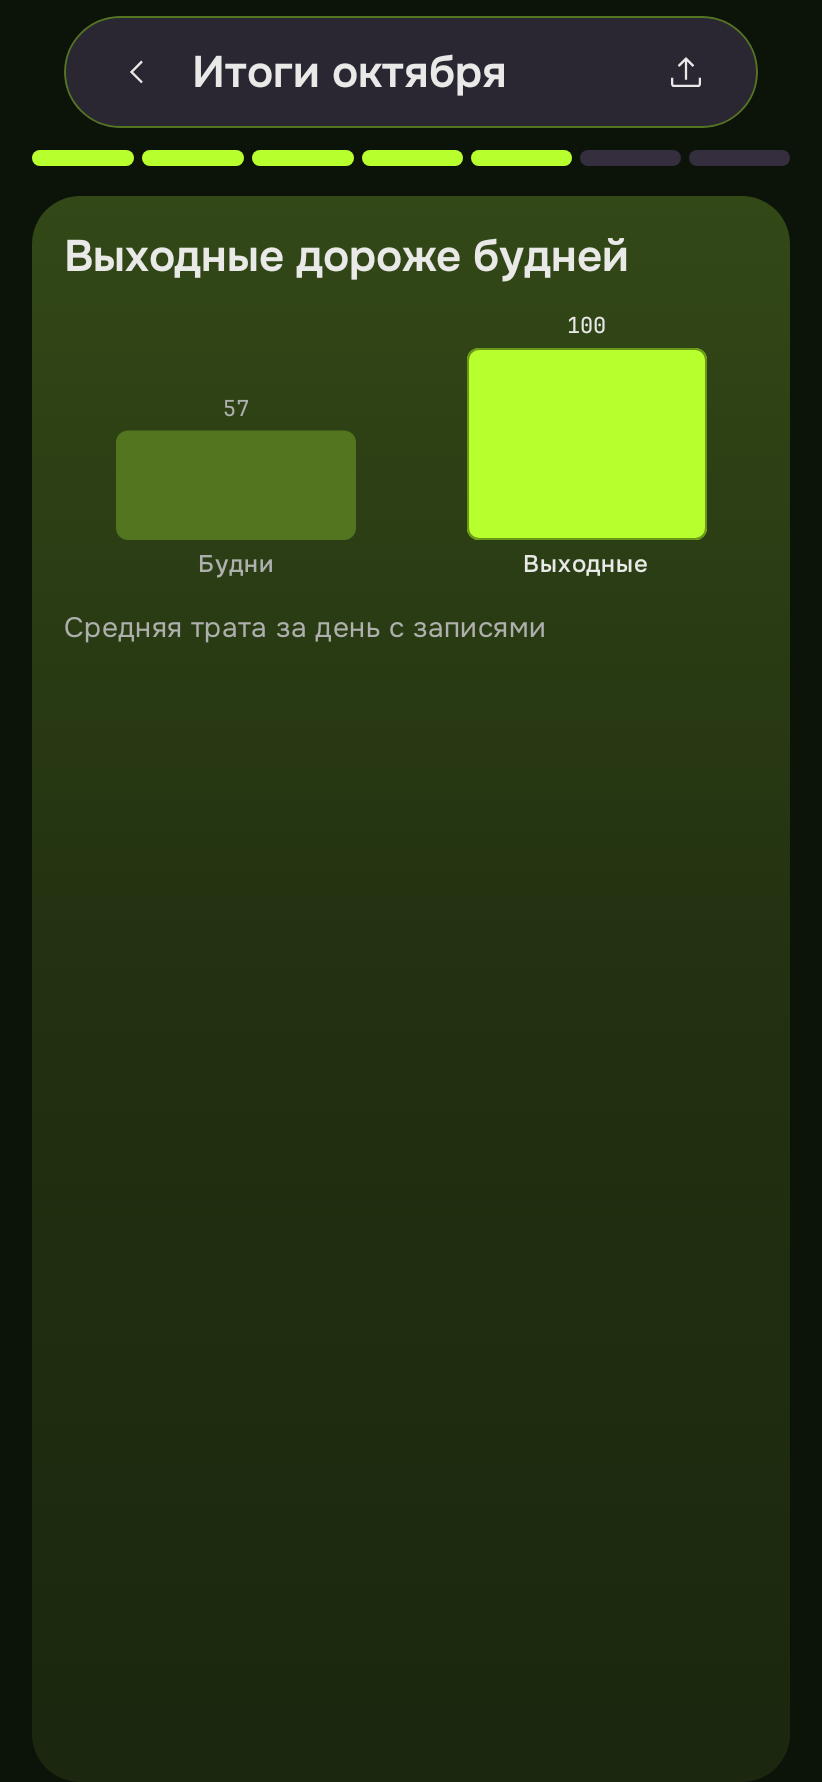 Итоги октября
Выходные дороже будней
100
57
Будни
Выходные
Средняя трата за день с записями